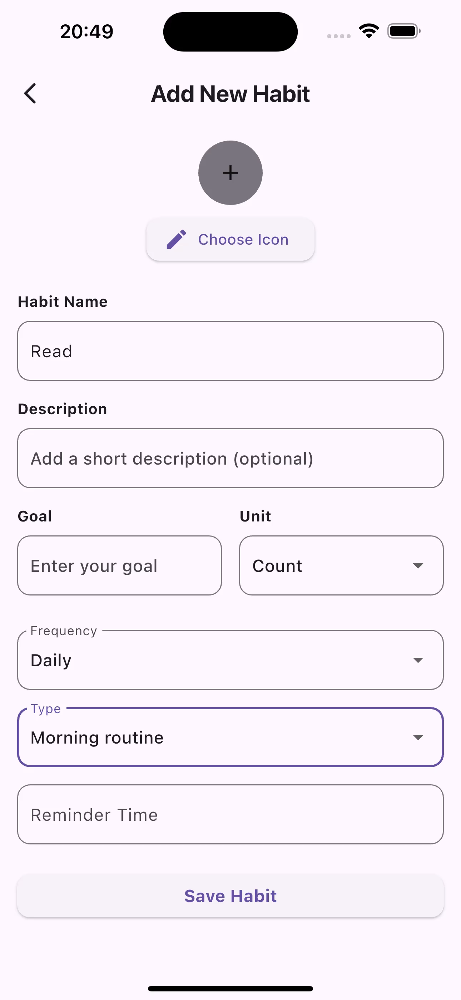 20:49
Add New Habit
Choose Icon
Habit Name
Read
Description
Add a short description (optional)
Goal
Unit
Enter your goal
Count
Frequency
Daily
Type
Morning routine
Reminder Time
Save Habit